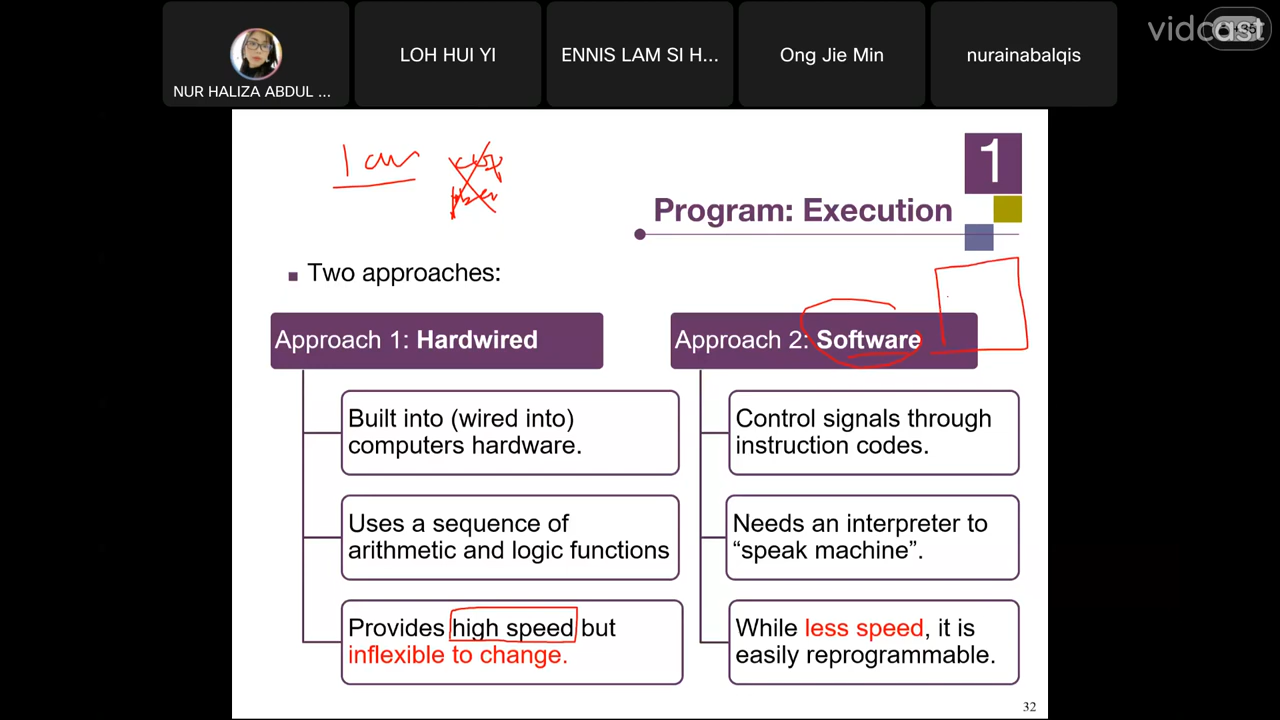 vidcast
NUR HALIZA ABDUL ...
LOH HUI YI
ENNIS LAM SI H...
Ong Jie Min
nurainabalqis
1
Program: Execution
Two approaches:
Approach 1: Hardwired
Built into (wired into)
computers hardware.
Uses a sequence of
arithmetic and logic functions
Provides high speed but
inflexible to change.
Approach 2: Software
Control signals through
instruction codes.
Needs an interpreter to
“speak machine”.
While less speed, it is
easily reprogrammable.
32